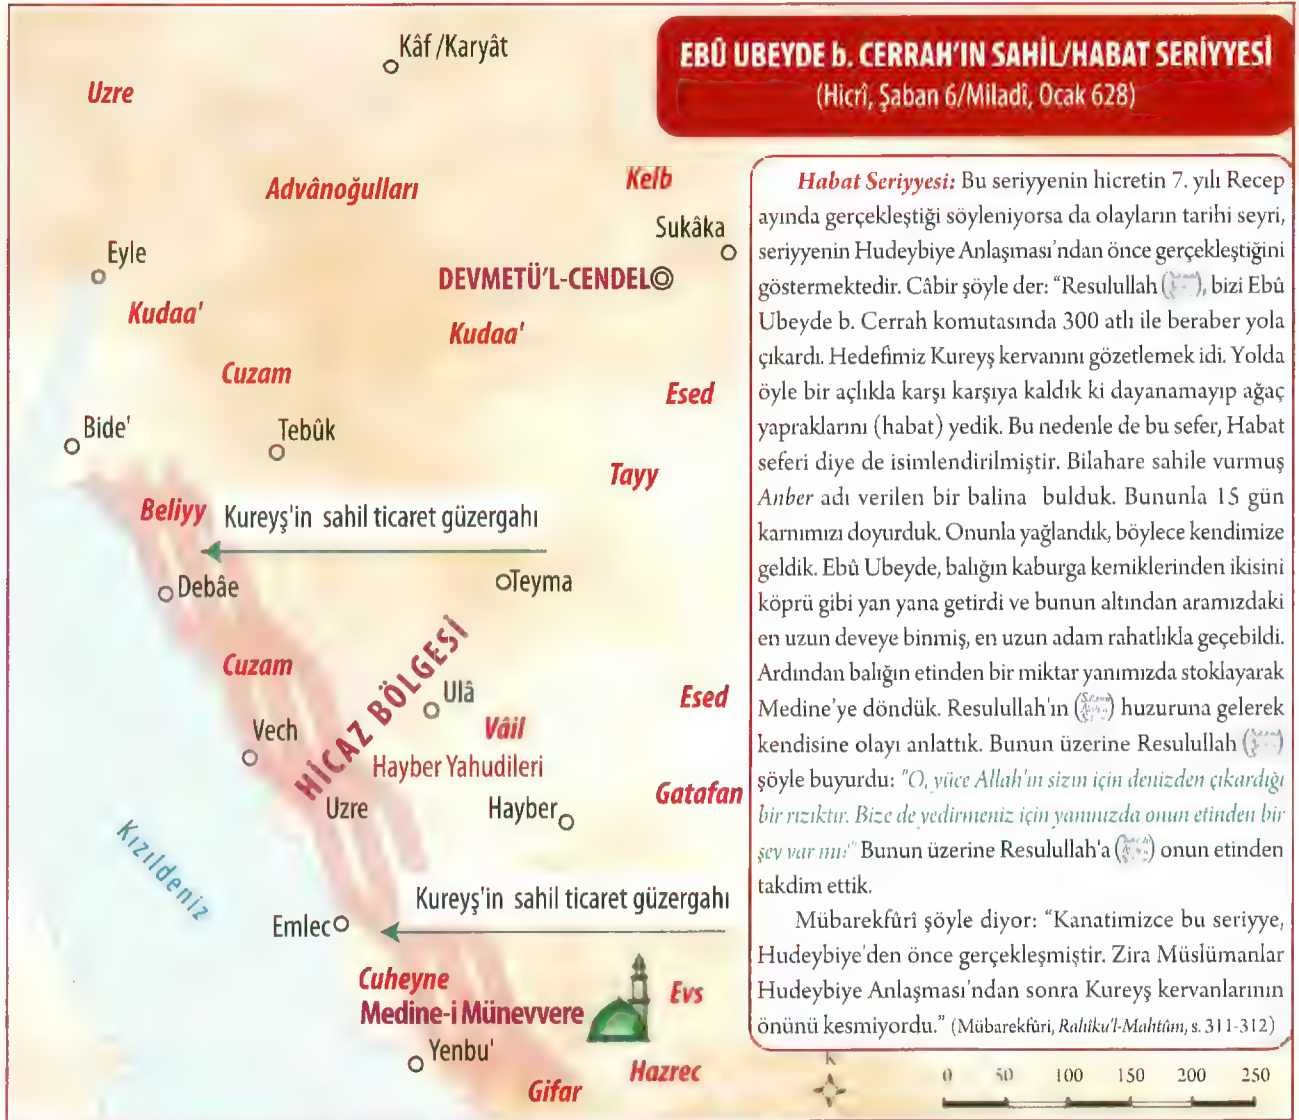 EBÛ UBEYDE b. CERRAH'IN SAHİL/HABAT SERİYYESİ
(Hicrî, Şaban 6/Miladî, Ocak 628)
Kâf /Karyât
Uzre
Advânoğulları
Kelb
Sukâka
Eyle
DEVMETÜ'L-CENDEL
Kudaa'
Kudaa'
Cuzam
Esed
Bide'
Tebûk
Tayy
Beliyy
Kureyş'in sahil ticaret güzergahı
Debâe
Teyma
Cuzam
HİCAZ BÖLGESİ
Ulâ
Esed
Vech
Vâil
Hayber Yahudileri
Uzre
Hayber
Gatafan
Kızıldeniz
Kureyş'in sahil ticaret güzergahı
Emlec
Cuheyne
Evs
Medine-i Münevvere
Yenbu'
Hazrec
Gifar
Habat Seriyyesi: Bu seriyyenin hicretin 7. yılı Recep
ayında gerçekleştiği söyleniyorsa da olayların tarihi seyri,
seriyyenin Hudeybiye Anlaşması'ndan önce gerçekleştiğini
göstermektedir. Câbir şöyle der: "Resulullah ( ), bizi Ebû
Ubeyde b. Cerrah komutasında 300 atlı ile beraber yola
çıkardı. Hedefimiz Kureyş kervanını gözetlemek idi. Yolda
öyle bir açlıkla karşı karşıya kaldık ki dayanamayıp ağaç
yapraklarını (habat) yedik. Bu nedenle de bu sefer, Habat
seferi diye de isimlendirilmiştir. Bilahare sahile vurmuş
Anber adı verilen bir balina bulduk. Bununla 15 gün
karnımızı doyurduk. Onunla yağlandık, böylece kendimize
geldik. Ebû Ubeyde, balığın kaburga kemiklerinden ikisini
köprü gibi yan yana getirdi ve bunun altından aramızdaki
en uzun deveye binmiş, en uzun adam rahatlıkla geçebildi.
Ardından balığın etinden bir miktar yanımızda stoklayarak
Medine'ye döndük. Resulullah'ın ( ) huzuruna gelerek
kendisine olayı anlattık. Bunun üzerine Resulullah ( )
şöyle buyurdu: "O, yüce Allah'ın sizin için denizden çıkardığı
bir rızıktır. Bize de yedirmeniz için yanınızda onun etinden bir
şey var mı?" Bunun üzerine Resulullah'a ( ) onun etinden
takdim ettik.
Mübarekfûrî şöyle diyor: "Kanatimizce bu seriyye,
Hudeybiye'den önce gerçekleşmiştir. Zira Müslümanlar
Hudeybiye Anlaşması'ndan sonra Kureyş kervanlarının
önünü kesmiyordu." (Mübarekfûri, Rahîku'l-Mahtûm, s. 311-312)
K
0 50 100 150 200 250